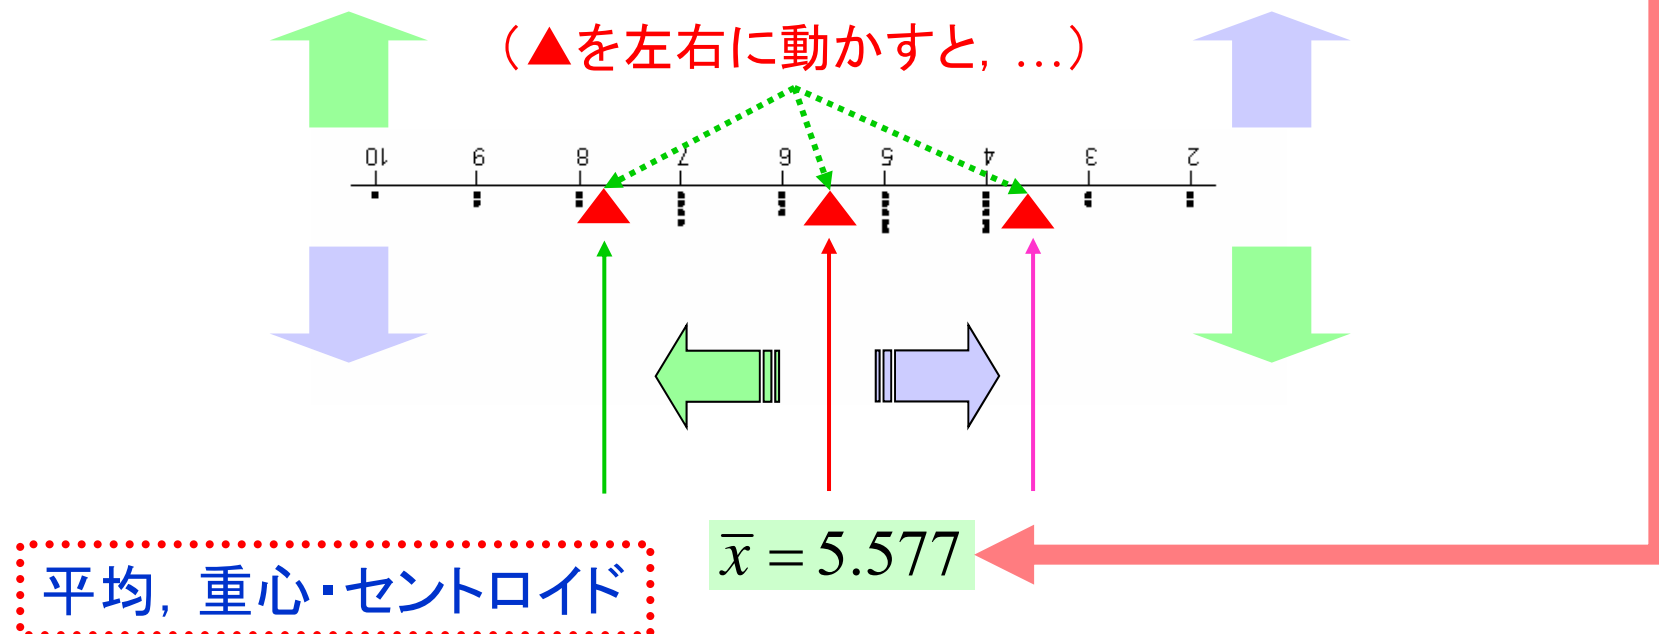 （▲を左右に動かすと, …）
10 9 8 7 6 5 4 3 2
x̄ = 5.577
平均, 重心・セントロイド